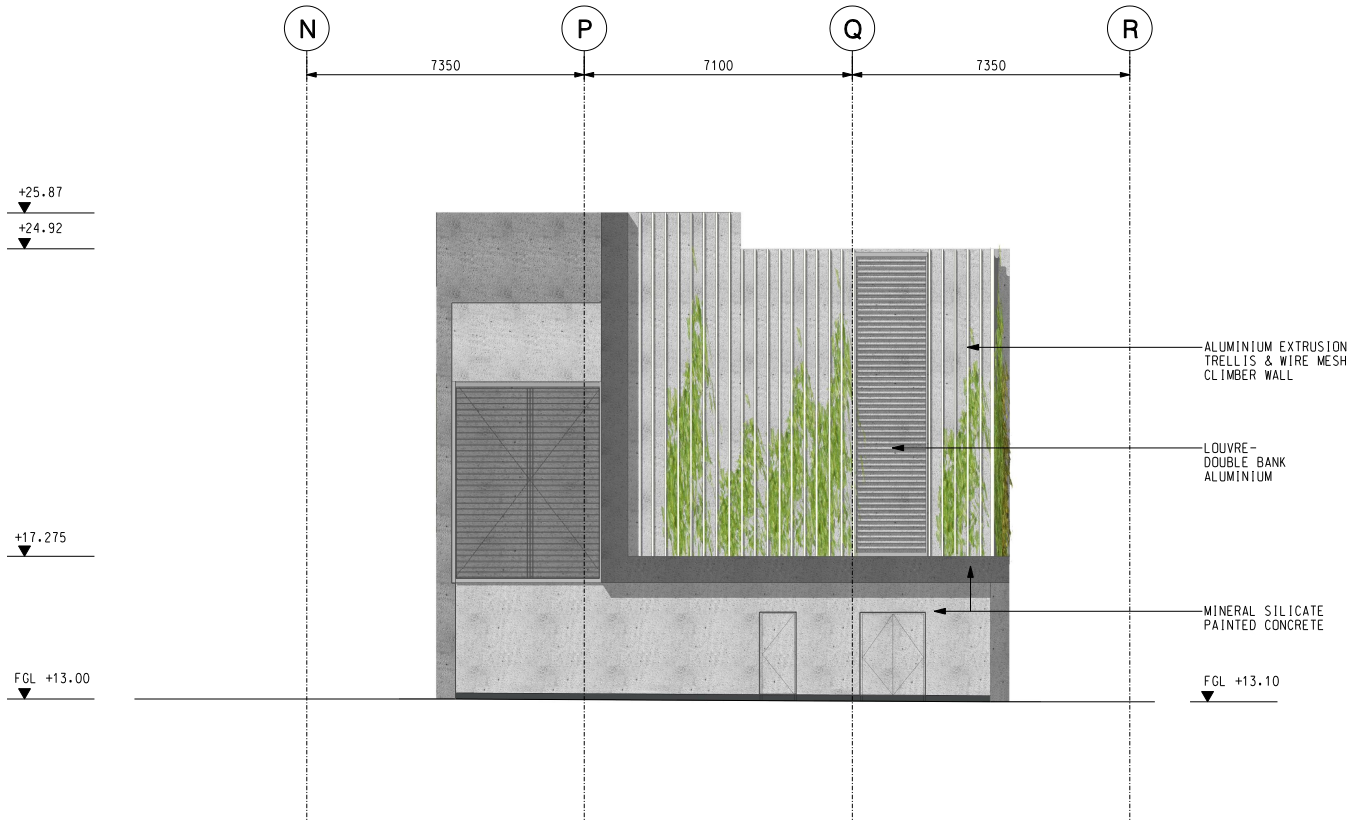 N P Q R
7350 7100 7350
+25.87
+24.92
ALUMINIUM EXTRUSION
TRELLIS & WIRE MESH
CLIMBER WALL
LOUVRE-
DOUBLE BANK
ALUMINIUM
+17.275
MINERAL SILICATE
PAINTED CONCRETE
FGL +13.00
FGL +13.10